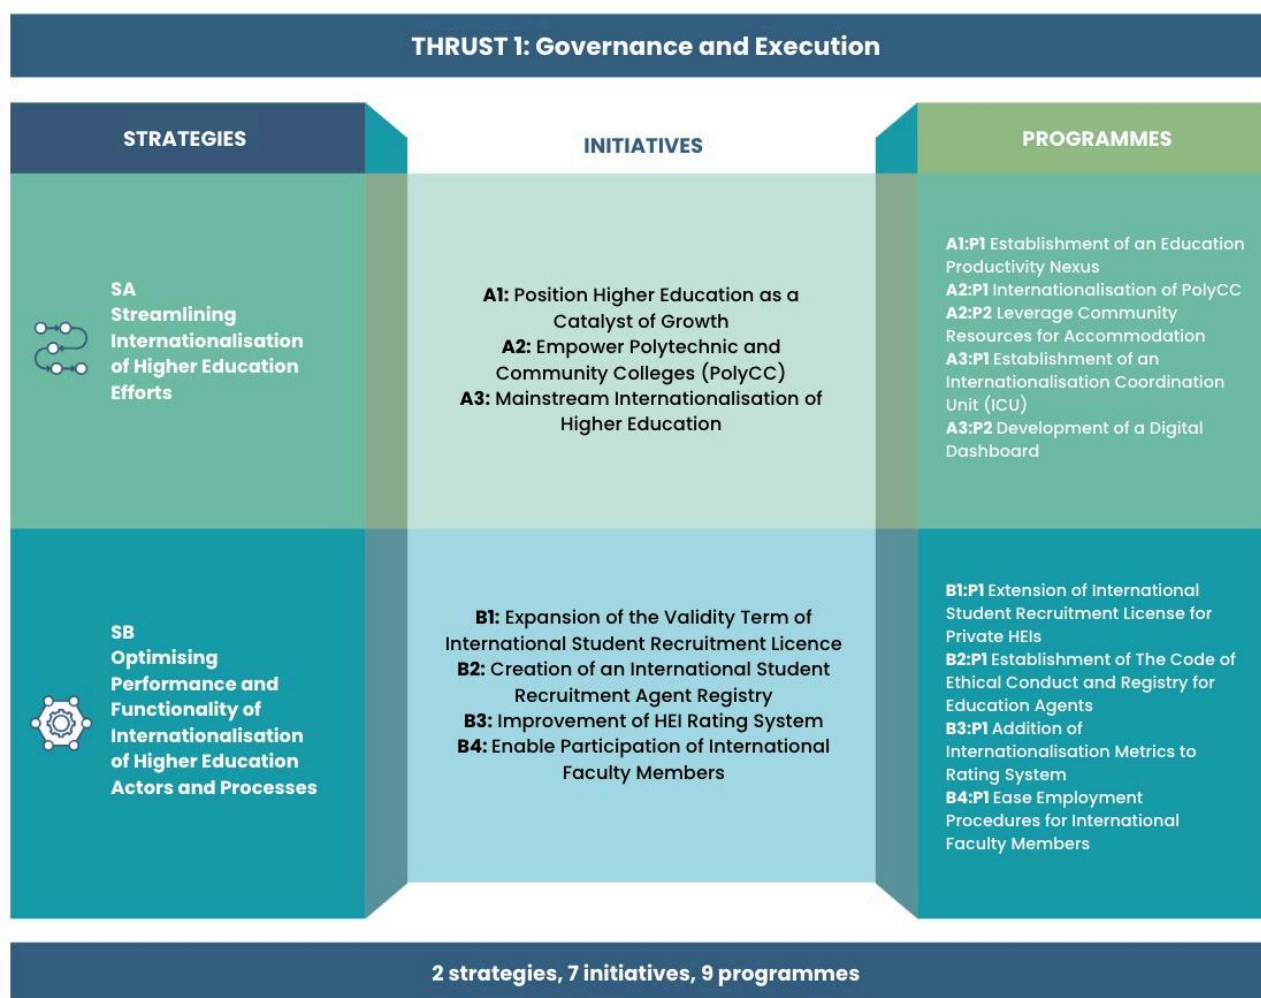 THRUST 1: Governance and Execution
STRATEGIES
INITIATIVES
PROGRAMMES
SA
Streamlining
Internationalisation
of Higher Education
Efforts
A1: Position Higher Education as a
Catalyst of Growth
A2: Empower Polytechnic and
Community Colleges (PolyCC)
A3: Mainstream Internationalisation of
Higher Education
A1:P1 Establishment of an Education
Productivity Nexus
A2:P1 Internationalisation of PolyCC
A2:P2 Leverage Community
Resources for Accommodation
A3:P1 Establishment of an
Internationalisation Coordination
Unit (ICU)
A3:P2 Development of a Digital
Dashboard
SB
Optimising
Performance and
Functionality of
Internationalisation
of Higher Education
Actors and Processes
B1: Expansion of the Validity Term of
International Student Recruitment Licence
B2: Creation of an International Student
Recruitment Agent Registry
B3: Improvement of HEI Rating System
B4: Enable Participation of International
Faculty Members
B1:P1 Extension of International
Student Recruitment License for
Private HEIs
B2:P1 Establishment of The Code of
Ethical Conduct and Registry for
Education Agents
B3:P1 Addition of
Internationalisation Metrics to
Rating System
B4:P1 Ease Employment
Procedures for International
Faculty Members
2 strategies, 7 initiatives, 9 programmes